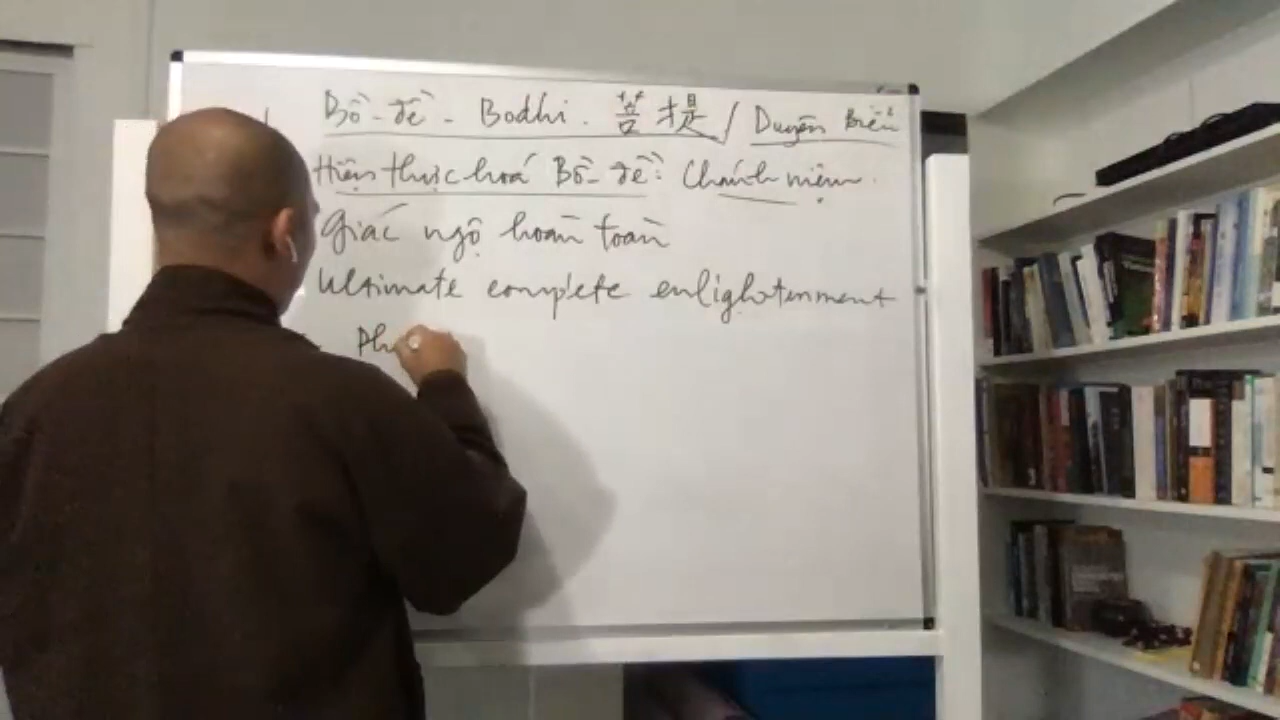 Bồ-đề - Bodhi. 菩提 / Duyên Biến
Hiện thực hoá Bồ-đề: Chánh niệm.
Giác ngộ hoàn toàn
Ultimate complete enlightenment
Ph